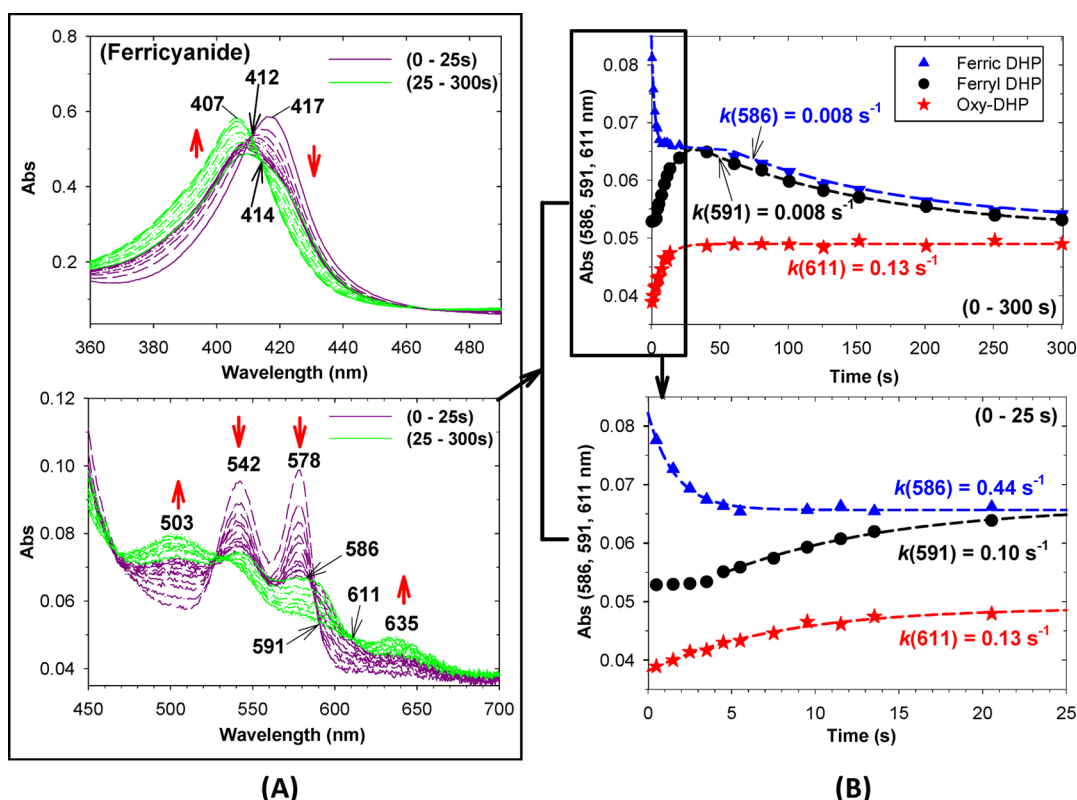 (Ferricyanide)
(0 - 25s)
(25 - 300s)
412
407
417
414
0.8
0.6
0.4
0.2
Abs
360 380 400 420 440 460 480
Wavelength (nm)
(0 - 25s)
(25 - 300s)
542
578
503
586
611
591
635
0.12
0.10
0.08
0.06
0.04
Abs
450 500 550 600 650 700
Wavelength (nm)
(A)
Ferric DHP
Ferryl DHP
Oxy-DHP
k(586) = 0.008 s-1
k(591) = 0.008 s-1
k(611) = 0.13 s-1
(0 - 300 s)
0.08
0.07
0.06
0.05
0.04
Abs (586, 591, 611 nm)
0 50 100 150 200 250 300
Time (s)
(0 - 25 s)
k(586) = 0.44 s-1
k(591) = 0.10 s-1
k(611) = 0.13 s-1
0.08
0.07
0.06
0.05
0.04
Abs (586, 591, 611 nm)
0 5 10 15 20 25
Time (s)
(B)